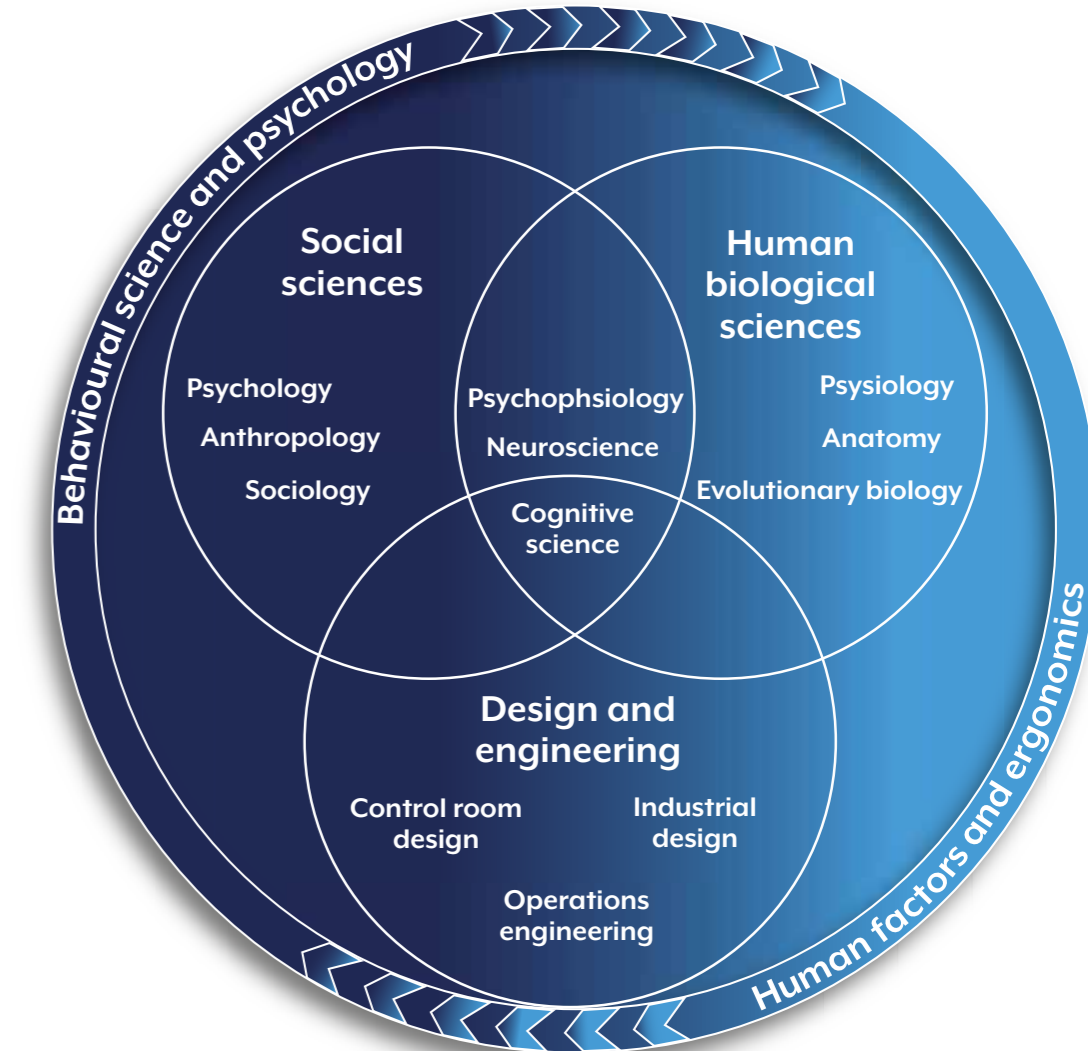 Behavioural science and psychology
Social
sciences
Psychology
Anthropology
Sociology
Human
biological
sciences
Psysiology
Anatomy
Evolutionary biology
Psychophsiology
Neuroscience
Cognitive
science
Design and
engineering
Control room
design
Industrial
design
Operations
engineering
Human factors and ergonomics